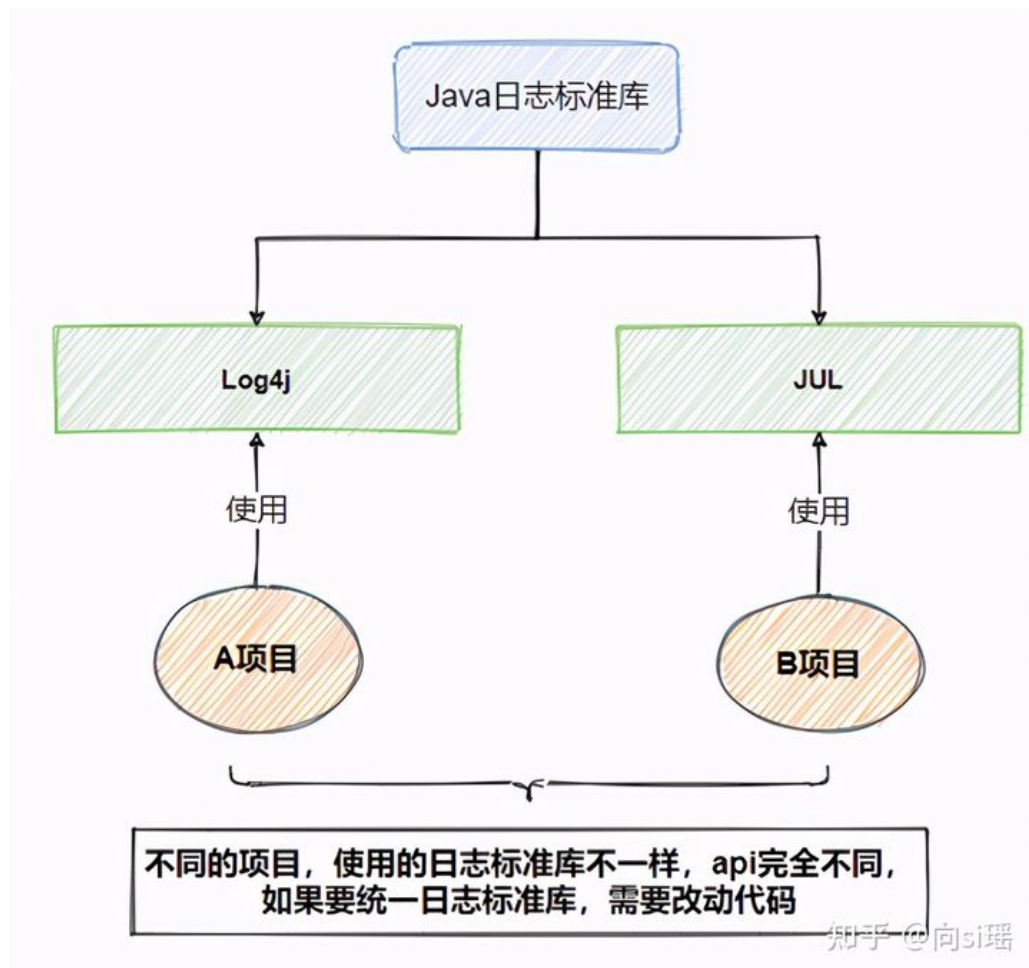 Java日志标准库
Log4j
JUL
使用
使用
A项目
B项目
不同的项目，使用的日志标准库不一样，api完全不同，
如果要统一日志标准库，需要改动代码
知乎 @向si瑶